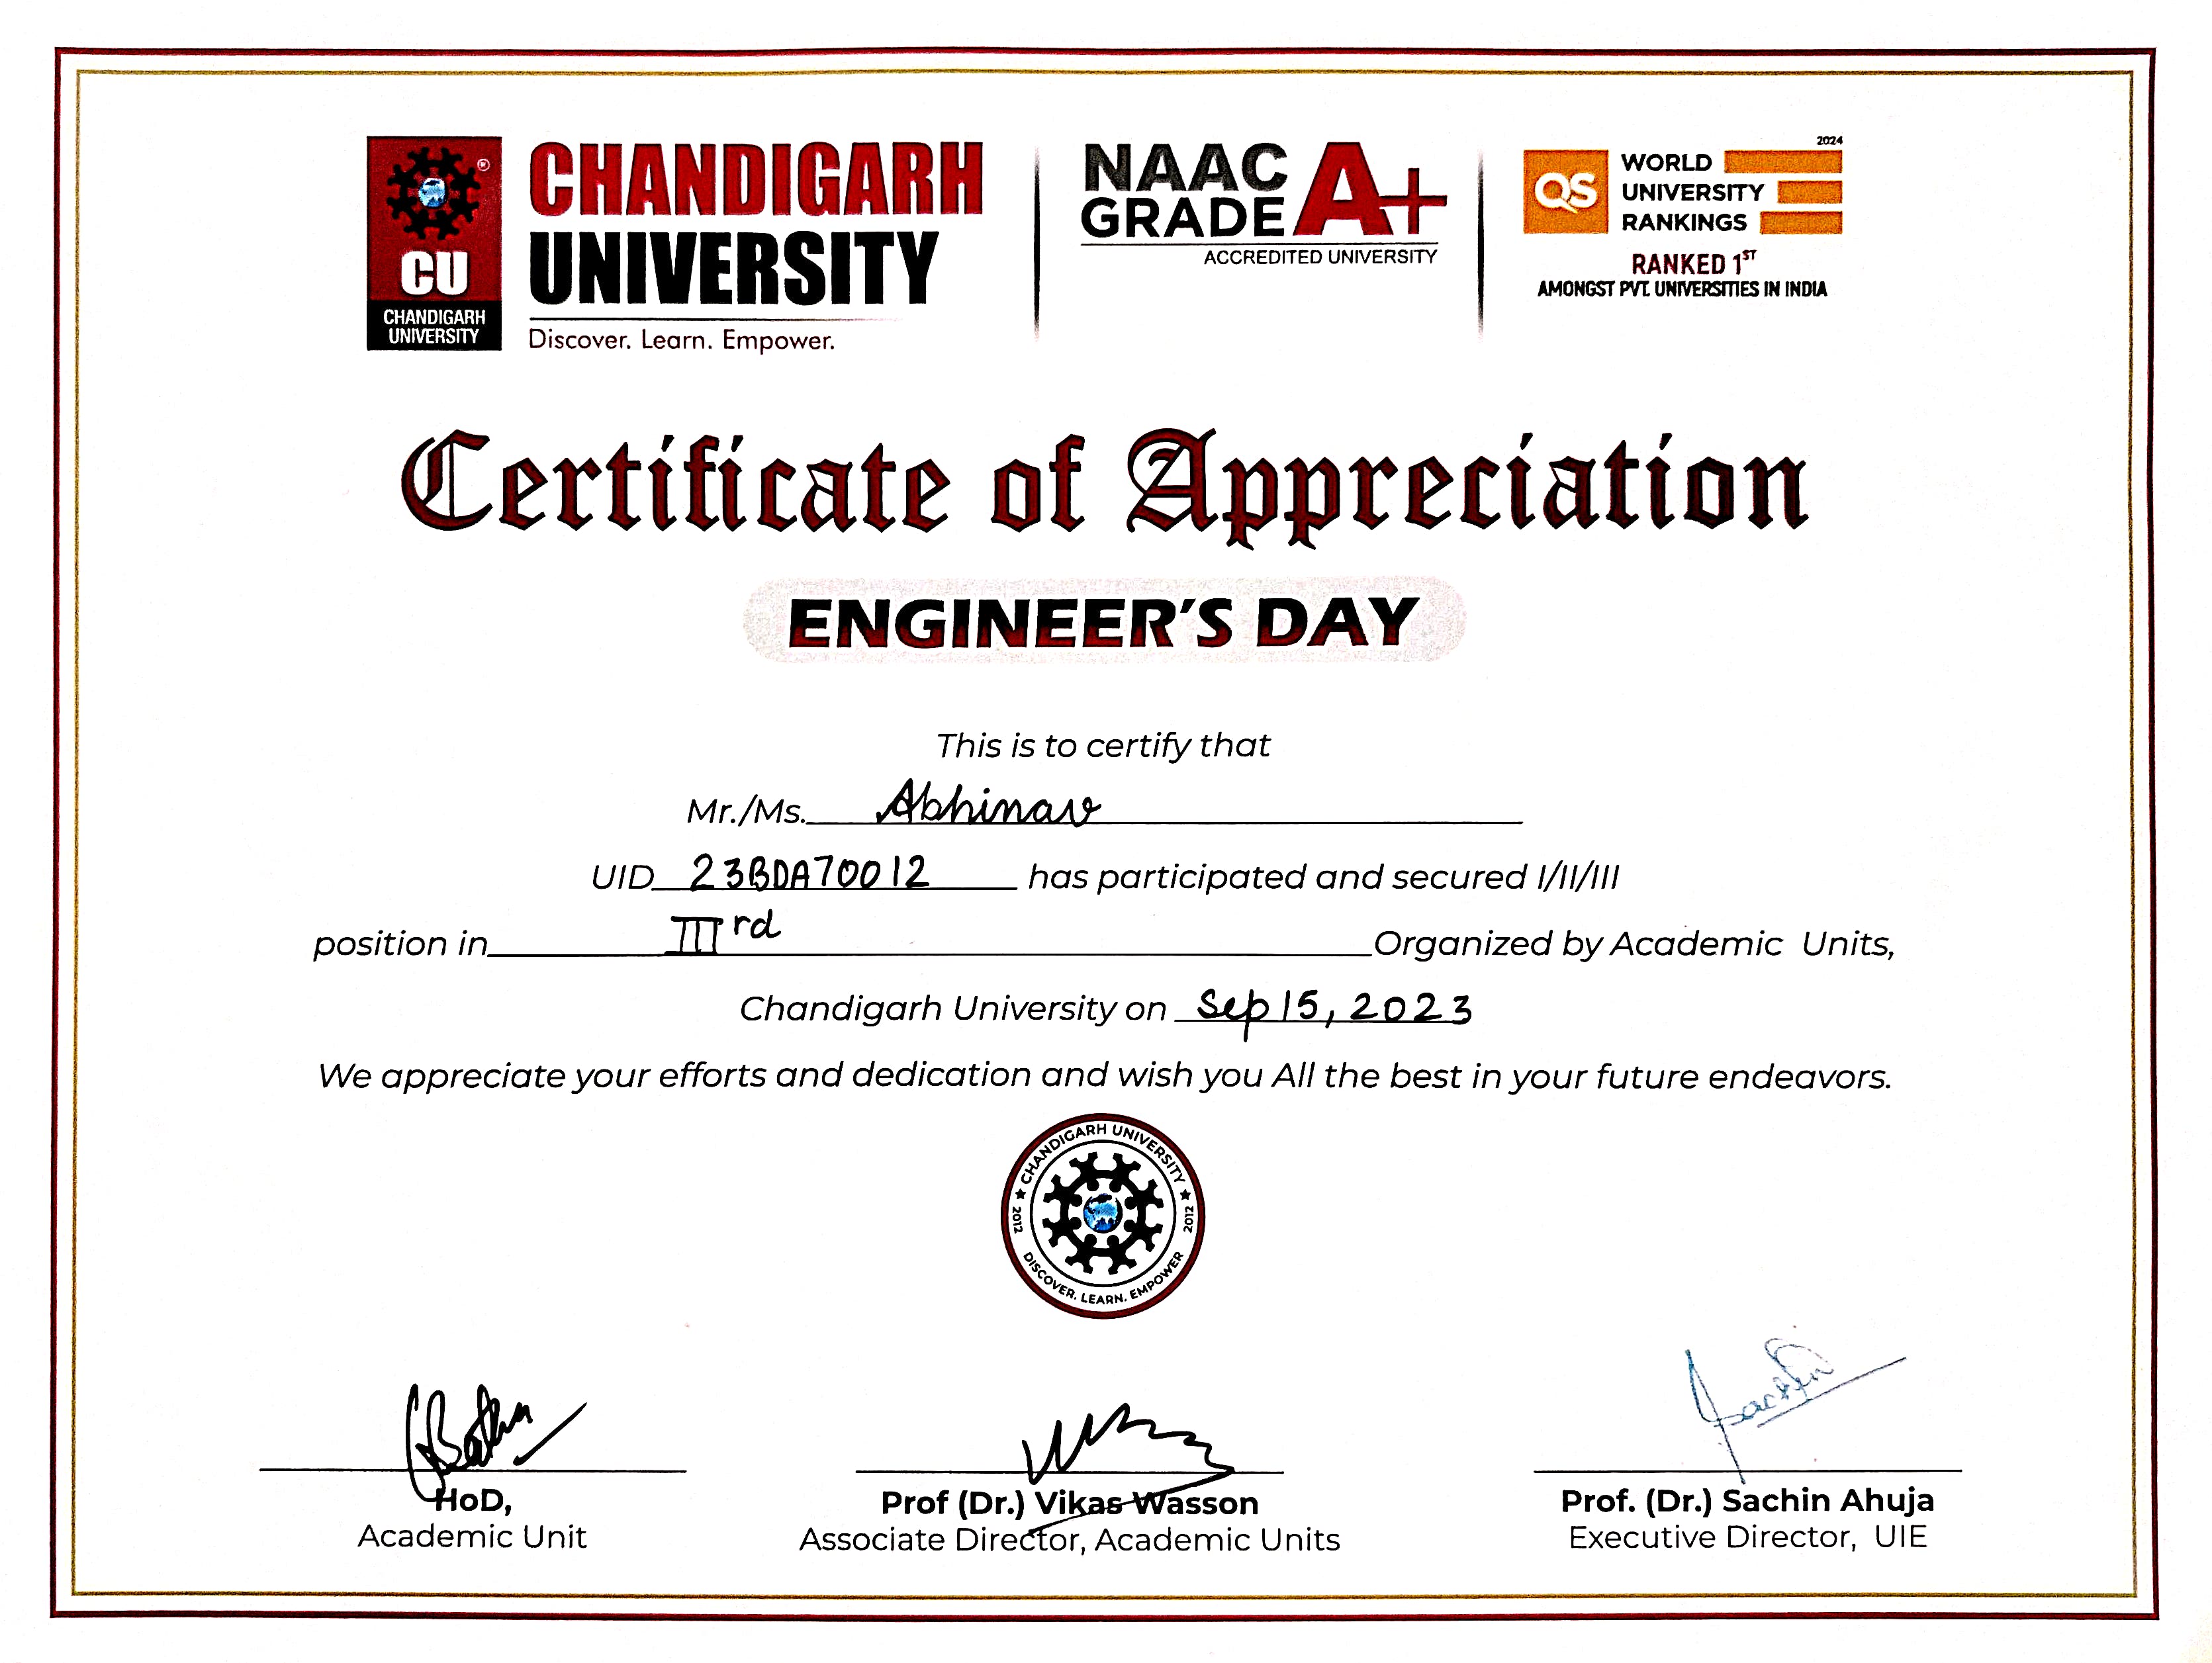 CU
CHANDIGARH
UNIVERSITY
®
CHANDIGARH
UNIVERSITY
Discover. Learn. Empower.
NAAC
GRADE A+
ACCREDITED UNIVERSITY
2024
QS WORLD
UNIVERSITY
RANKINGS
RANKED 1ST
AMONGST PVT. UNIVERSITIES IN INDIA
Certificate of Appreciation
ENGINEER'S DAY
This is to certify that
Mr./Ms. Abhinav
UID 23BDA70012 has participated and secured I/II/III
position in IIIrd Organized by Academic Units,
Chandigarh University on Sep 15, 2023
We appreciate your efforts and dedication and wish you All the best in your future endeavors.
★ CHANDIGARH UNIVERSITY ★
2012 2012
DISCOVER. LEARN. EMPOWER
Sachin
HoD,
Academic Unit
Prof (Dr.) Vikas Wasson
Associate Director, Academic Units
Prof. (Dr.) Sachin Ahuja
Executive Director, UIE